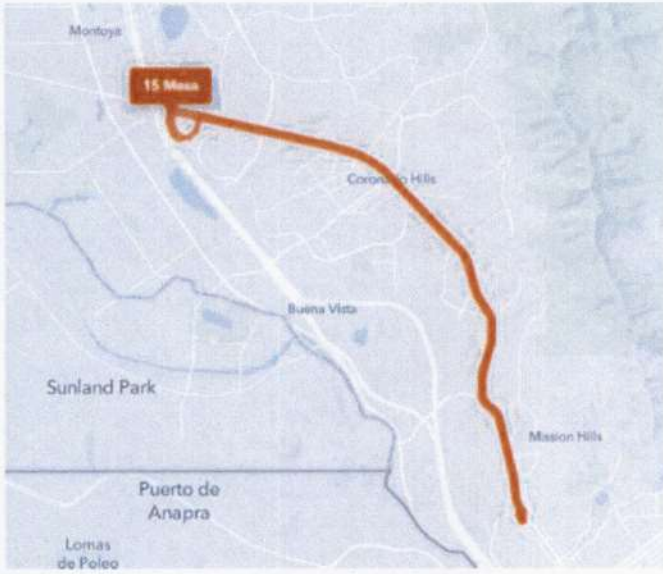 Montoya
15 Mesa
Coronado Hills
Buena Vista
Sunland Park
Mission Hills
Puerto de
Anapra
Lomas
de Poleo